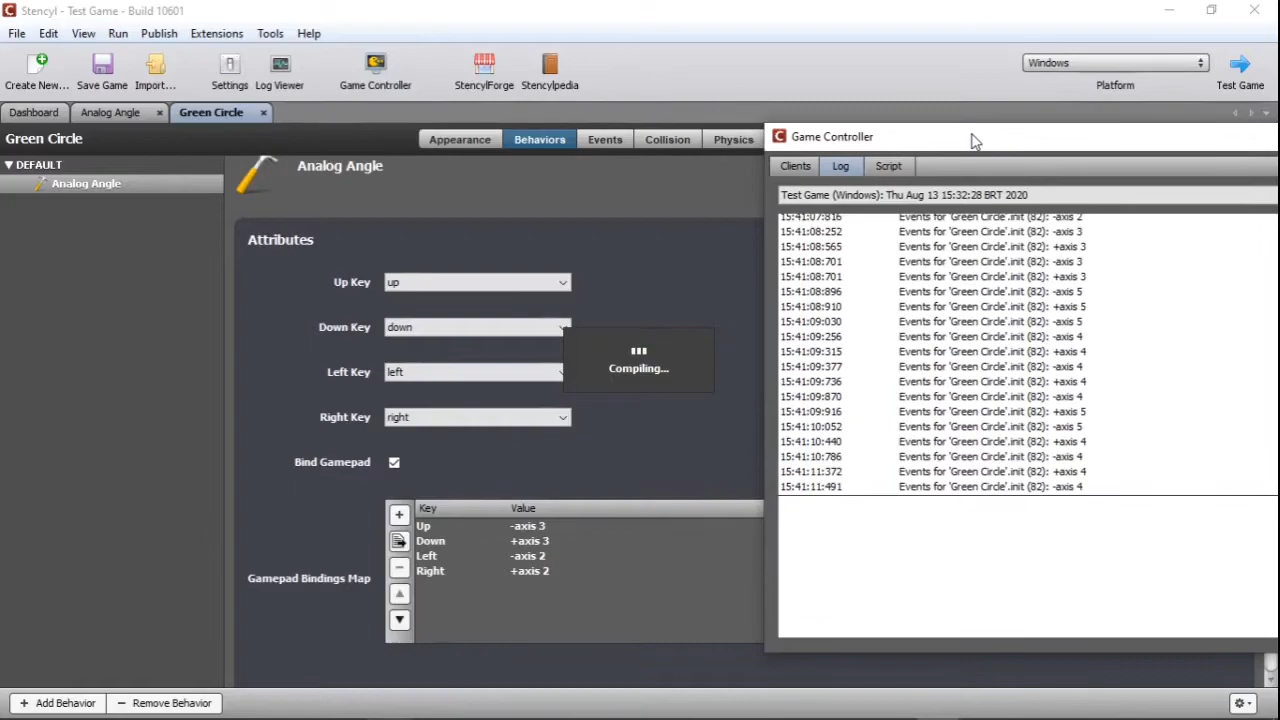 Stencyl - Test Game - Build 10601
File Edit View Run Publish Extensions Tools Help
Create New... Save Game Import... Settings Log Viewer Game Controller StencylForge Stencylpedia Windows Platform Test Game
Dashboard Analog Angle × Green Circle ×
Green Circle Appearance Behaviors Events Collision Physics
DEFAULT
Analog Angle
Analog Angle
Attributes
Up Key up
Down Key down
Left Key left
Right Key right
Bind Gamepad
Gamepad Bindings Map
Key Value
Up -axis 3
Down +axis 3
Left -axis 2
Right +axis 2
Compiling...
Game Controller
Clients Log Script
Test Game (Windows): Thu Aug 13 15:32:28 BRT 2020
15:41:07:816 Events for 'Green Circle'.init (82): -axis 2
15:41:08:252 Events for 'Green Circle'.init (82): -axis 3
15:41:08:565 Events for 'Green Circle'.init (82): +axis 3
15:41:08:701 Events for 'Green Circle'.init (82): -axis 3
15:41:08:701 Events for 'Green Circle'.init (82): +axis 3
15:41:08:896 Events for 'Green Circle'.init (82): -axis 5
15:41:08:910 Events for 'Green Circle'.init (82): +axis 5
15:41:09:030 Events for 'Green Circle'.init (82): -axis 5
15:41:09:256 Events for 'Green Circle'.init (82): -axis 4
15:41:09:315 Events for 'Green Circle'.init (82): +axis 4
15:41:09:377 Events for 'Green Circle'.init (82): -axis 4
15:41:09:736 Events for 'Green Circle'.init (82): +axis 4
15:41:09:870 Events for 'Green Circle'.init (82): -axis 4
15:41:09:916 Events for 'Green Circle'.init (82): +axis 5
15:41:10:052 Events for 'Green Circle'.init (82): -axis 5
15:41:10:440 Events for 'Green Circle'.init (82): +axis 4
15:41:10:786 Events for 'Green Circle'.init (82): -axis 4
15:41:11:372 Events for 'Green Circle'.init (82): +axis 4
15:41:11:491 Events for 'Green Circle'.init (82): -axis 4
+ Add Behavior − Remove Behavior